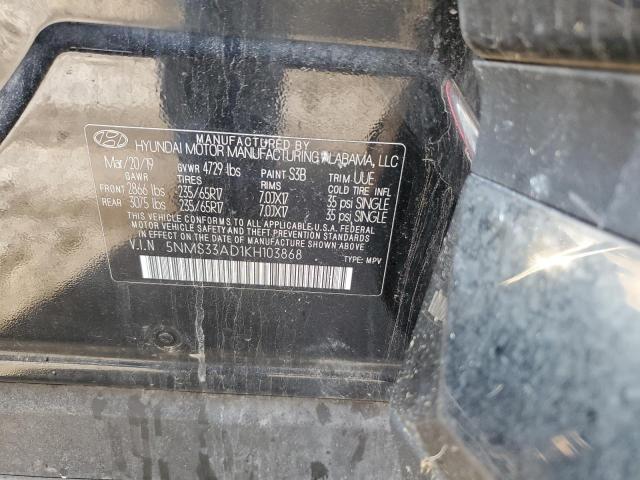 MANUFACTURED BY
HYUNDAI MOTOR MANUFACTURING ALABAMA, LLC
Mar/20/19 GVWR 4729 lbs PAINT S3B TRIM UUE
GAWR TIRES RIMS COLD TIRE INFL
FRONT 2866 lbs 235/65R17 7.0JX17 35 psi SINGLE
REAR 3075 lbs 235/65R17 7.0JX17 35 psi SINGLE
THIS VEHICLE CONFORMS TO ALL APPLICABLE U.S.A. FEDERAL
MOTOR VEHICLE SAFETY AND THEFT PREVENTION STANDARDS
IN EFFECT ON THE DATE OF MANUFACTURE SHOWN ABOVE.
V.I.N 5NMS33AD1KH103868
TYPE: MPV